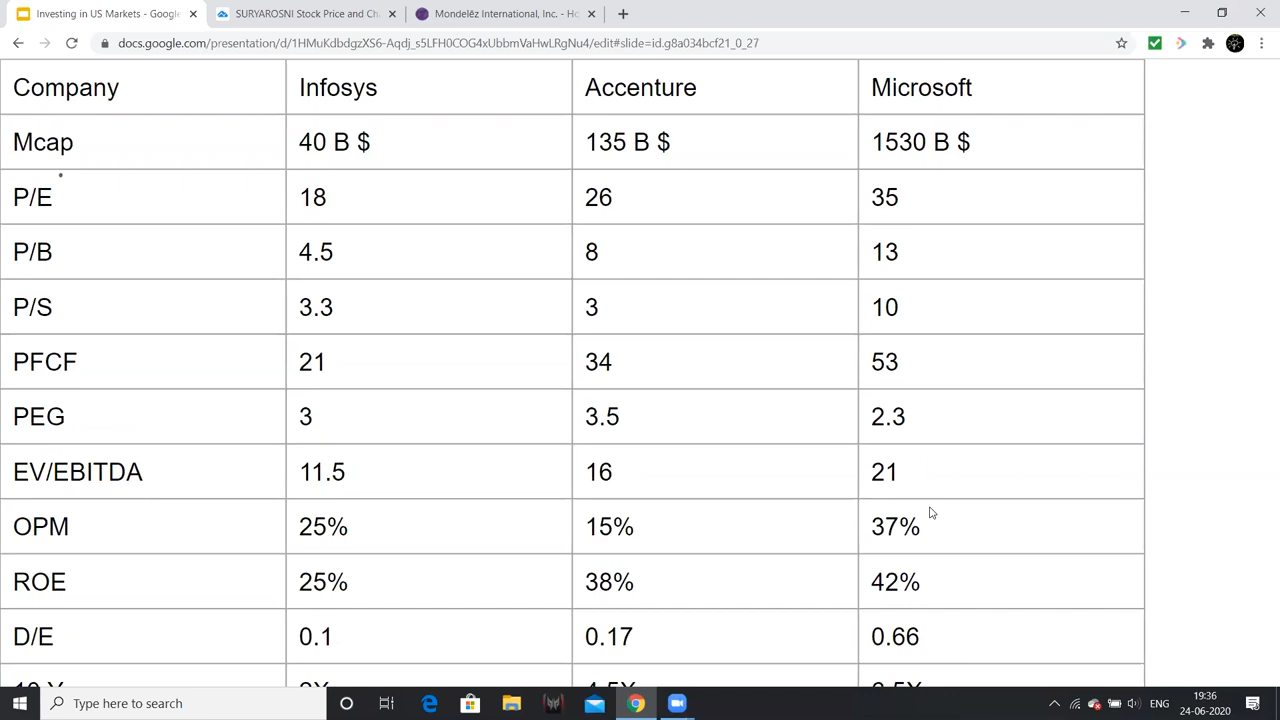 Investing in US Markets - Google
SURYAROSNI Stock Price and Ch
Mondelēz International, Inc. - Ho
docs.google.com/presentation/d/
/edit#slide=id.g8a034bcf21_0_27
Company Infosys Accenture Microsoft
Mcap 40 B $ 135 B $ 1530 B $
P/E 18 26 35
P/B 4.5 8 13
P/S 3.3 3 10
PFCF 21 34 53
PEG 3 3.5 2.3
EV/EBITDA 11.5 16 21
OPM 25% 15% 37%
ROE 25% 38% 42%
D/E 0.1 0.17 0.66
Type here to search
ENG
19:36
24-06-2020